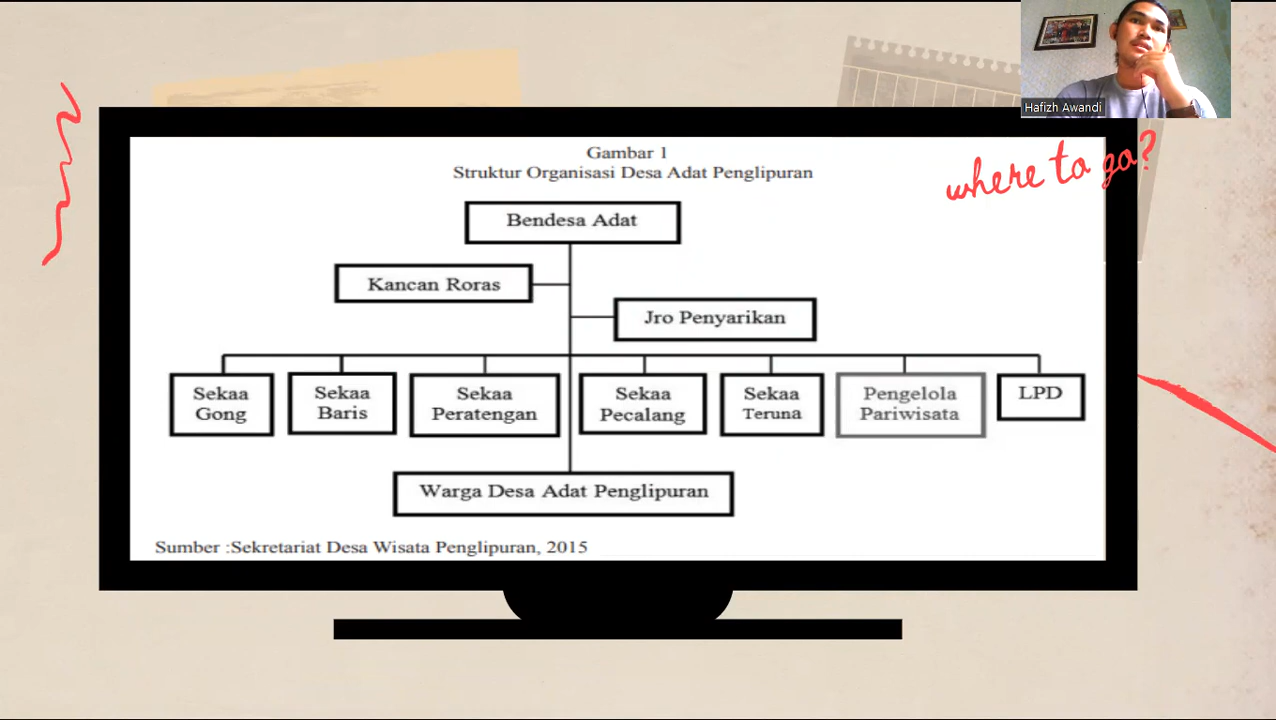 Hafizh Awandi
Gambar 1
Struktur Organisasi Desa Adat Penglipuran
where to go?
Bendesa Adat
Kancan Roras
Jro Penyarikan
Sekaa
Gong
Sekaa
Baris
Sekaa
Peratengan
Sekaa
Pecalang
Sekaa
Teruna
Pengelola
Pariwisata
LPD
Warga Desa Adat Penglipuran
Sumber :Sekretariat Desa Wisata Penglipuran, 2015